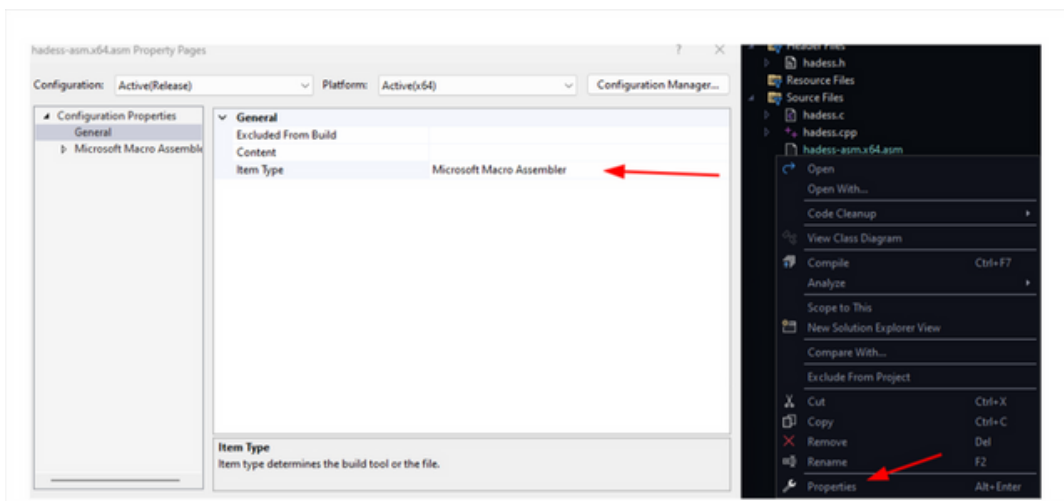 hadess-asm.x64.asm Property Pages
?
Configuration: Active(Release) Platform: Active(x64) Configuration Manager...
Configuration Properties
General
Microsoft Macro Assemble
General
Excluded From Build
Content
Item Type Microsoft Macro Assembler
Item Type
Item type determines the build tool or the file.
Header Files
hadess.h
Resource Files
Source Files
hadess.c
hadess.cpp
hadess-asm.x64.asm
Open
Open With...
Code Cleanup
View Class Diagram
Compile Ctrl+F7
Analyze
Scope to This
New Solution Explorer View
Compare With...
Exclude From Project
Cut Ctrl+X
Copy Ctrl+C
Remove Del
Rename F2
Properties Alt+Enter